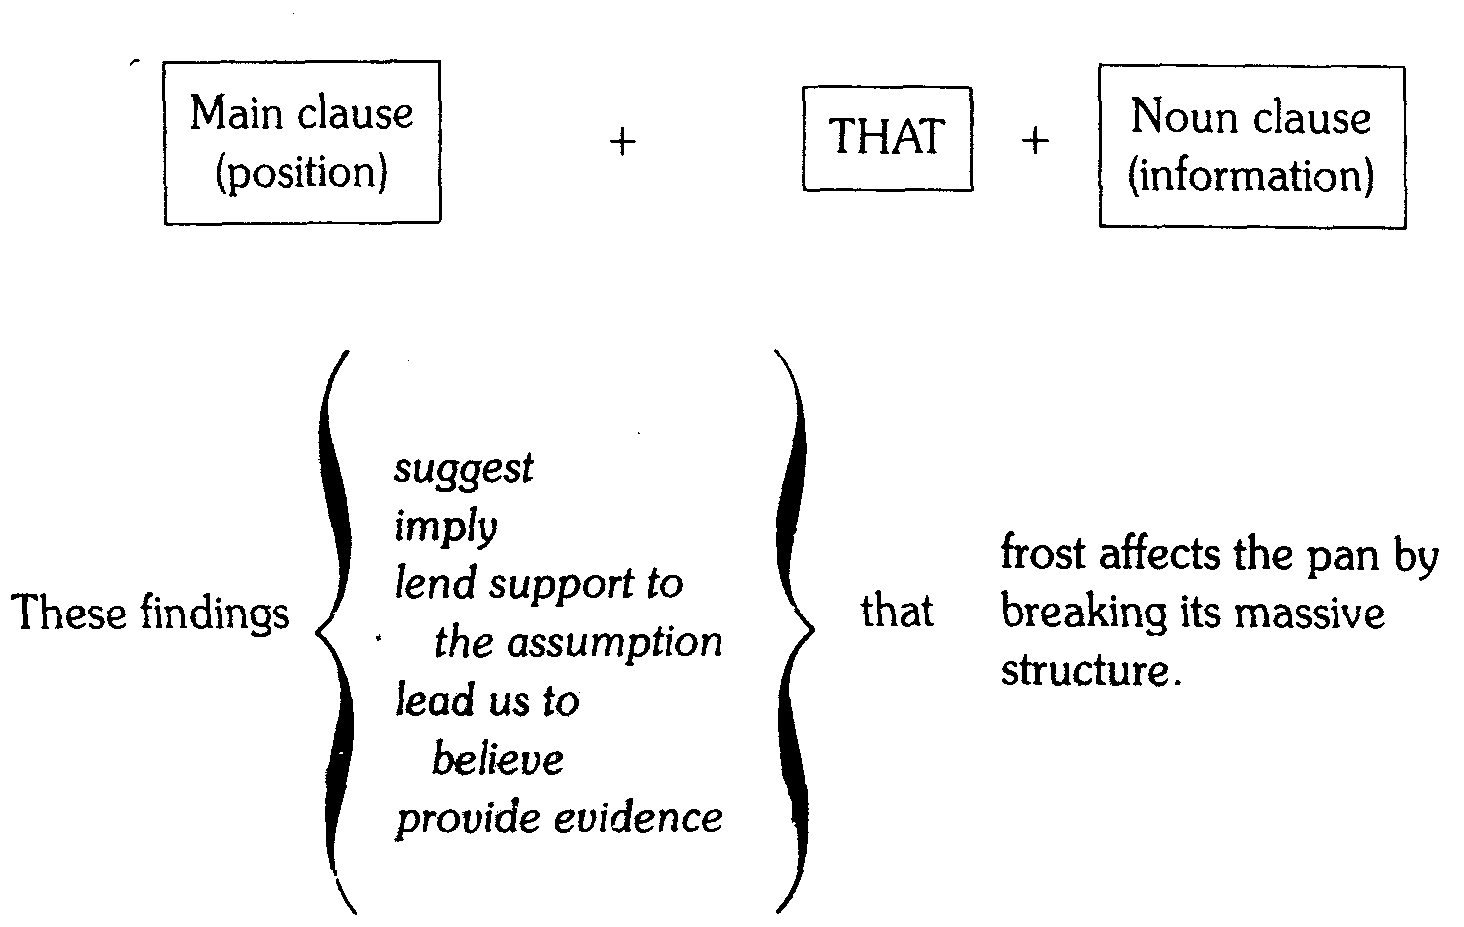 Main clause
(position)
+
THAT
+
Noun clause
(information)
These findings
suggest
imply
lend support to
the assumption
lead us to
believe
provide evidence
that
frost affects the pan by
breaking its massive
structure.